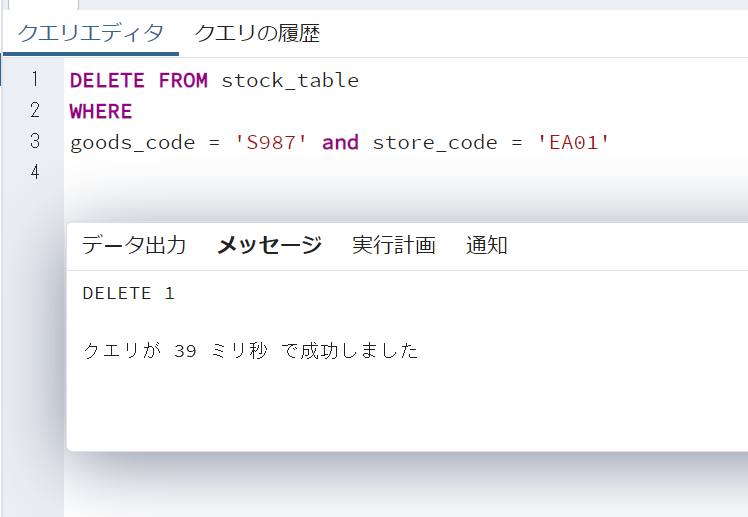 クエリエディタ クエリの履歴
1 DELETE FROM stock_table
2 WHERE
3 goods_code = 'S987' and store_code = 'EA01'
4
データ出力 メッセージ 実行計画 通知
DELETE 1
クエリが 39 ミリ秒 で成功しました